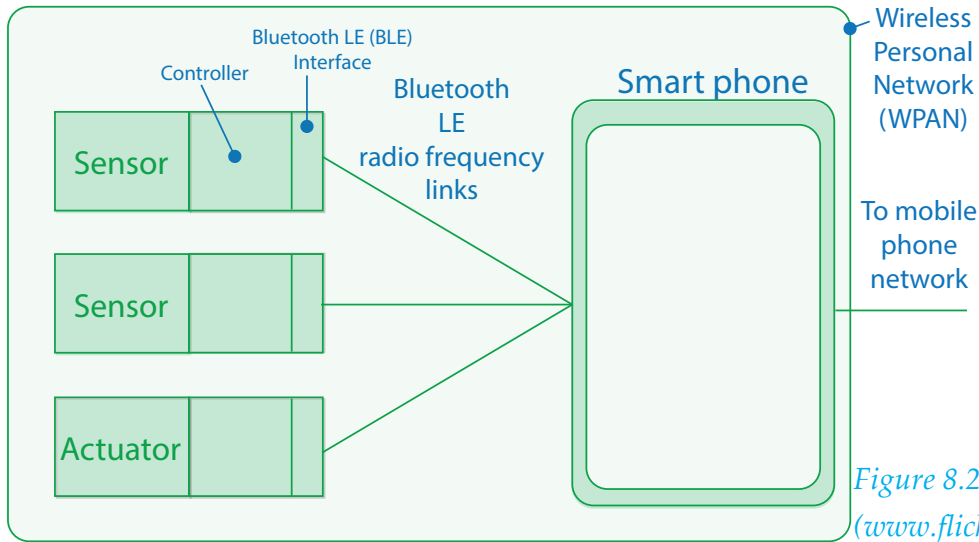 Bluetooth LE (BLE)
Interface
Controller
Bluetooth
LE
radio frequency
links
Smart phone
Wireless
Personal
Network
(WPAN)
Sensor
Sensor
Actuator
To mobile
phone
network
Figure 8.2